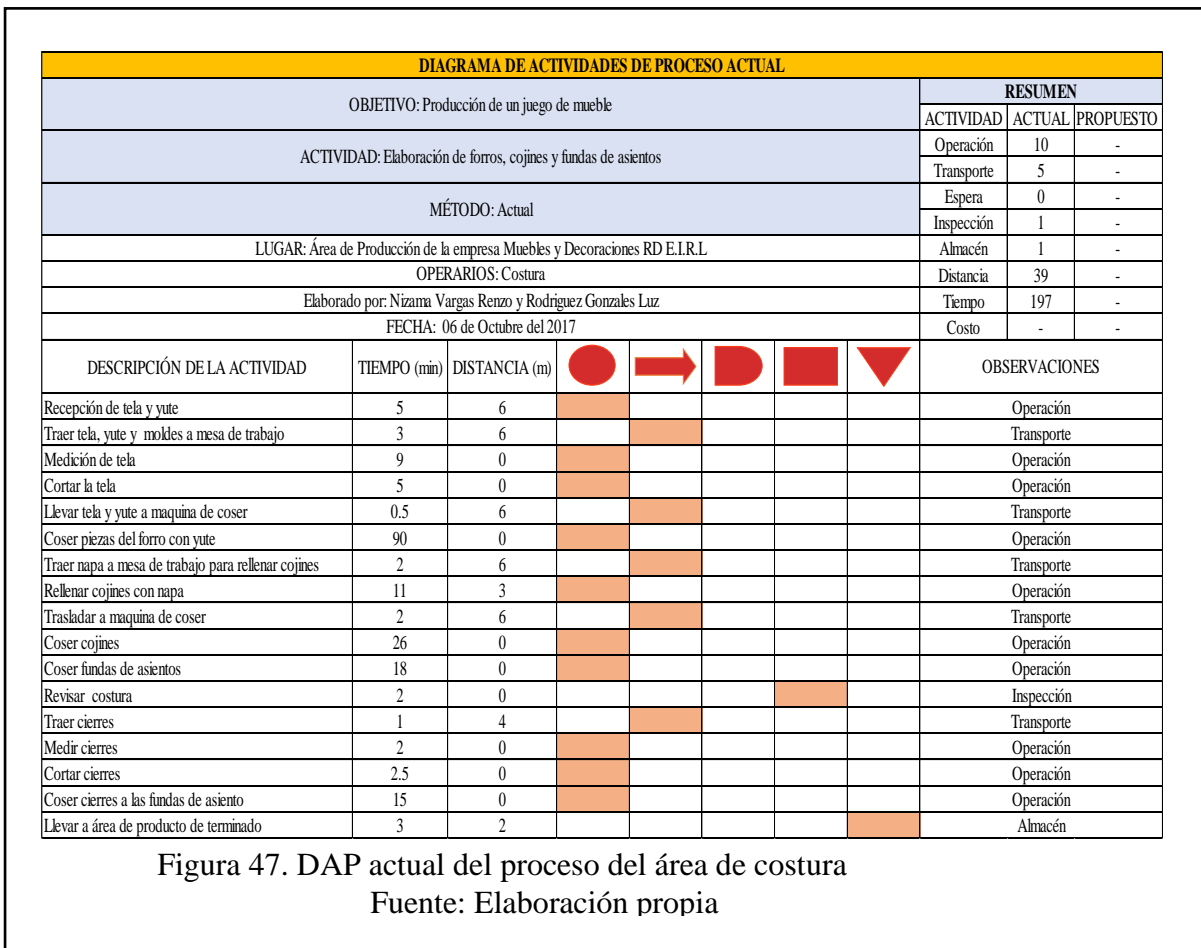 DIAGRAMA DE ACTIVIDADES DE PROCESO ACTUAL
OBJETIVO: Producción de un juego de mueble
RESUMEN
ACTIVIDAD ACTUAL PROPUESTO
ACTIVIDAD: Elaboración de forros, cojines y fundas de asientos
Operación 10 -
Transporte 5 -
MÉTODO: Actual
Espera 0 -
Inspección 1 -
LUGAR: Área de Producción de la empresa Muebles y Decoraciones RD E.I.R.L
Almacén 1 -
OPERARIOS: Costura
Distancia 39 -
Elaborado por: Nizama Vargas Renzo y Rodriguez Gonzales Luz
Tiempo 197 -
FECHA: 06 de Octubre del 2017
Costo - -
DESCRIPCIÓN DE LA ACTIVIDAD TIEMPO (min) DISTANCIA (m) OBSERVACIONES
Recepción de tela y yute 5 6 Operación
Traer tela, yute y moldes a mesa de trabajo 3 6 Transporte
Medición de tela 9 0 Operación
Cortar la tela 5 0 Operación
Llevar tela y yute a maquina de coser 0.5 6 Transporte
Coser piezas del forro con yute 90 0 Operación
Traer napa a mesa de trabajo para rellenar cojines 2 6 Transporte
Rellenar cojines con napa 11 3 Operación
Trasladar a maquina de coser 2 6 Transporte
Coser cojines 26 0 Operación
Coser fundas de asientos 18 0 Operación
Revisar costura 2 0 Inspección
Traer cierres 1 4 Transporte
Medir cierres 2 0 Operación
Cortar cierres 2.5 0 Operación
Coser cierres a las fundas de asiento 15 0 Operación
Llevar a área de producto de terminado 3 2 Almacén
Figura 47. DAP actual del proceso del área de costura
Fuente: Elaboración propia